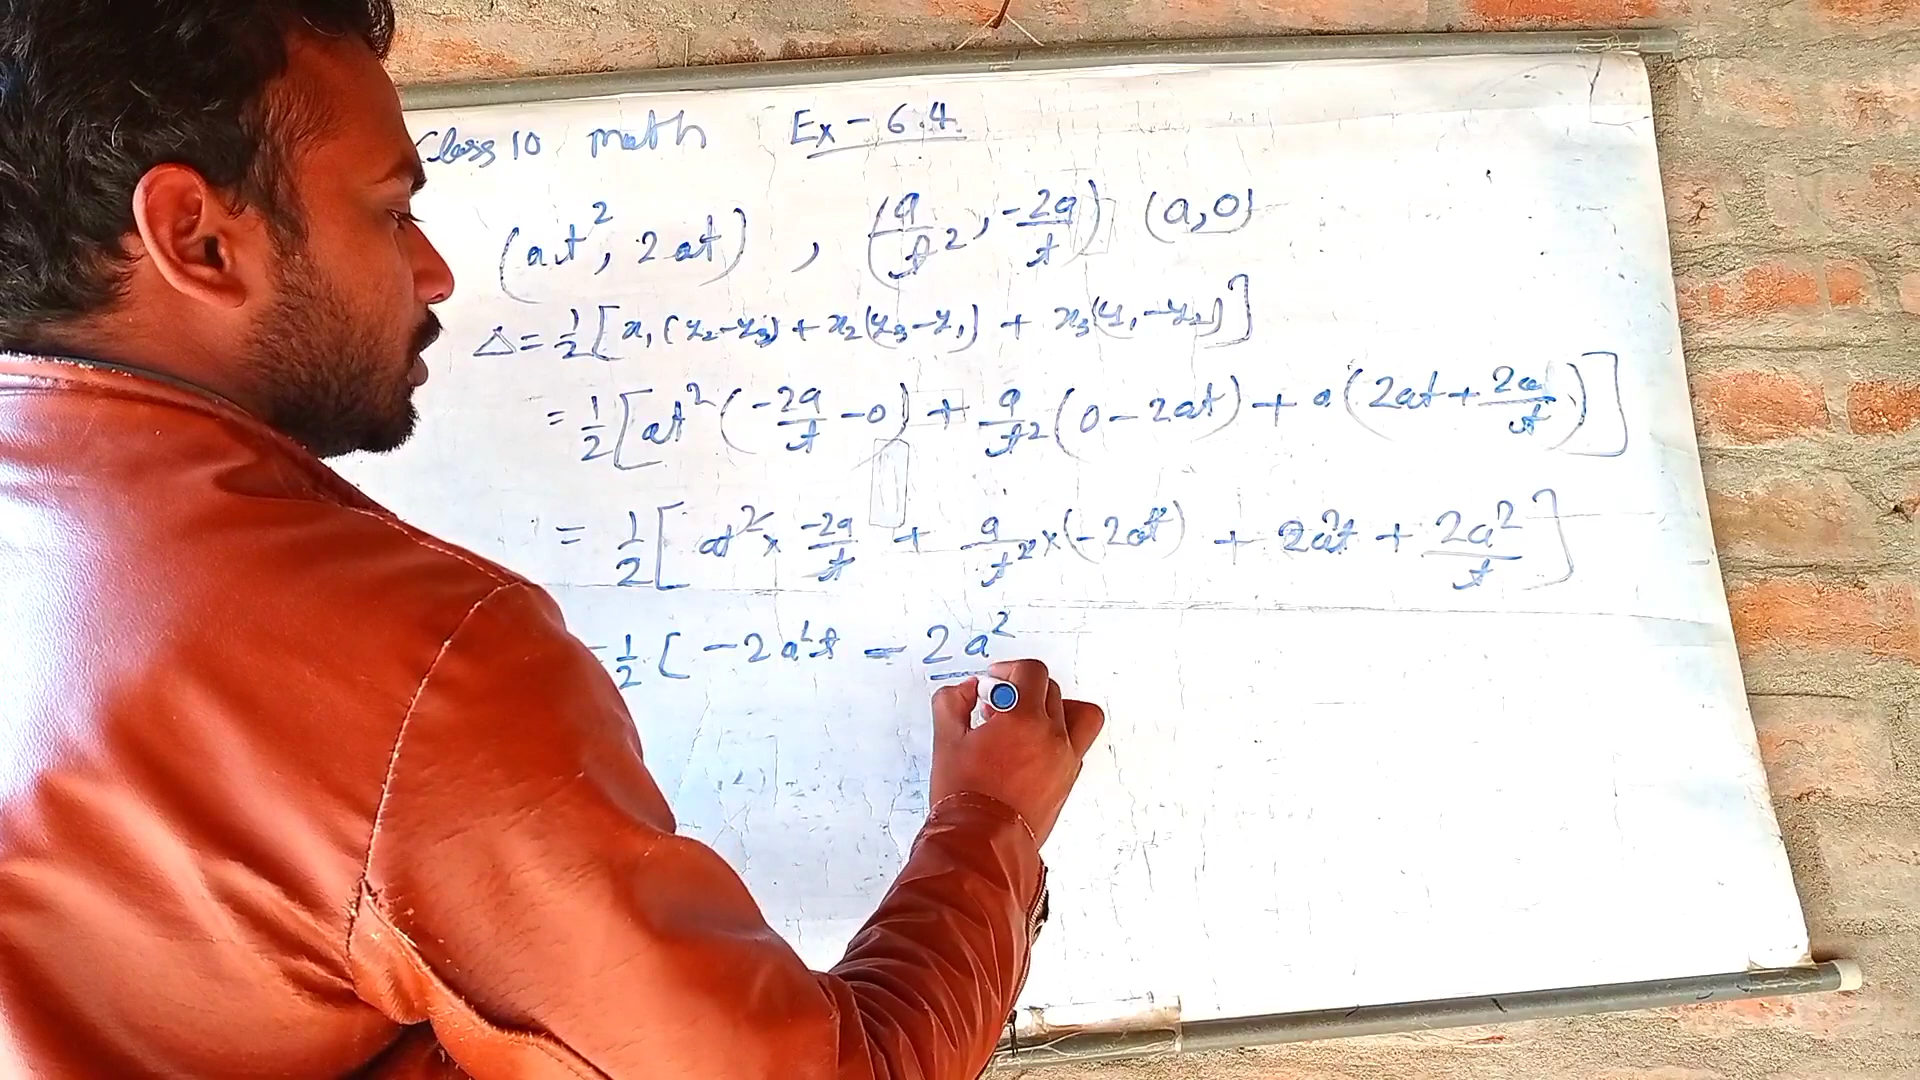 Class 10 math Ex - 6.4
(at², 2at) , (a/t², -2a/t) (a,0)
△ = 1/2 [x₁(y₂-y₃) + x₂(y₃-y₁) + x₃(y₁-y₂)]
= 1/2 [at² (-2a/t - 0) + a/t² (0 - 2at) + a (2at + 2a/t)]
= 1/2 [at² × -2a/t + a/t² × (-2at) + 2a²t + 2a²/t]
= 1/2 [ -2a²t - 2a²